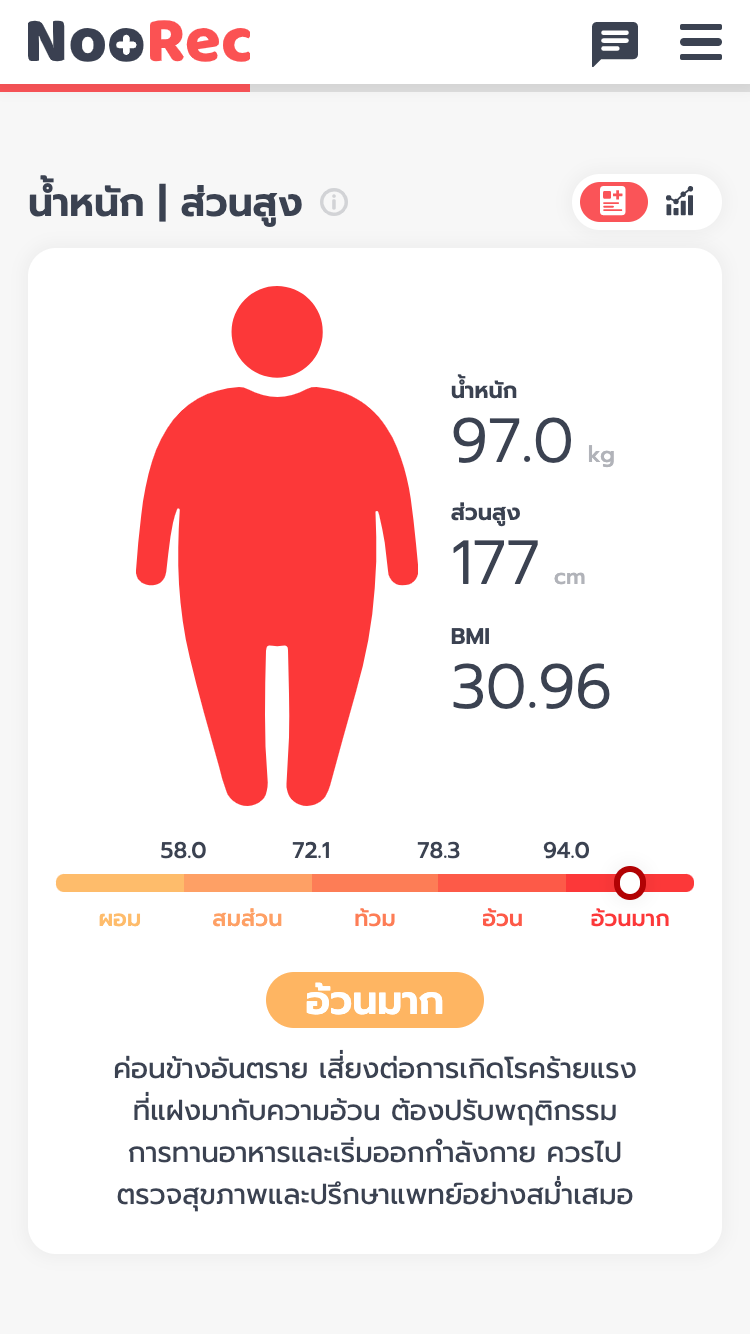 NooRec
น้ำหนัก | ส่วนสูง
น้ำหนัก
97.0 kg
ส่วนสูง
177 cm
BMI
30.96
58.0 72.1 78.3 94.0
ผอม สมส่วน ท้วม อ้วน อ้วนมาก
อ้วนมาก
ค่อนข้างอันตราย เสี่ยงต่อการเกิดโรคร้ายแรง
ที่แฝงมากับความอ้วน ต้องปรับพฤติกรรม
การทานอาหารและเริ่มออกกำลังกาย ควรไป
ตรวจสุขภาพและปรึกษาแพทย์อย่างสม่ำเสมอ